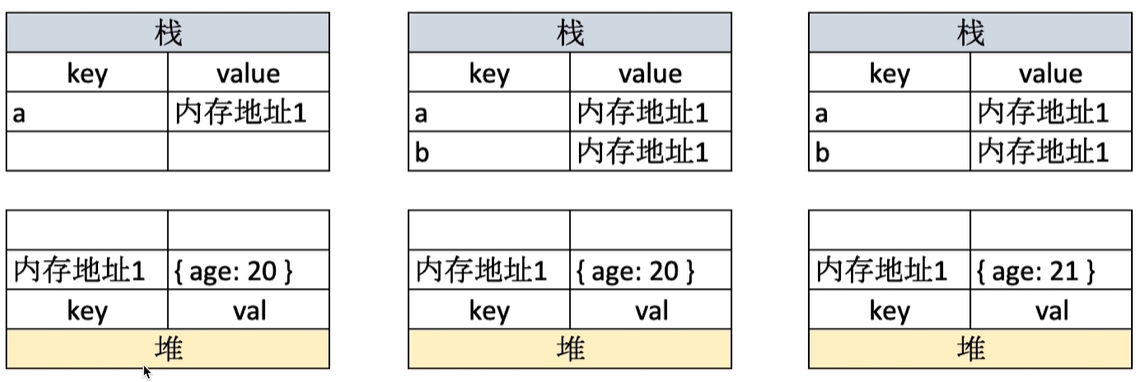 栈
key value
a 内存地址1
内存地址1 { age: 20 }
key val
堆
栈
key value
a 内存地址1
b 内存地址1
内存地址1 { age: 20 }
key val
堆
栈
key value
a 内存地址1
b 内存地址1
内存地址1 { age: 21 }
key val
堆